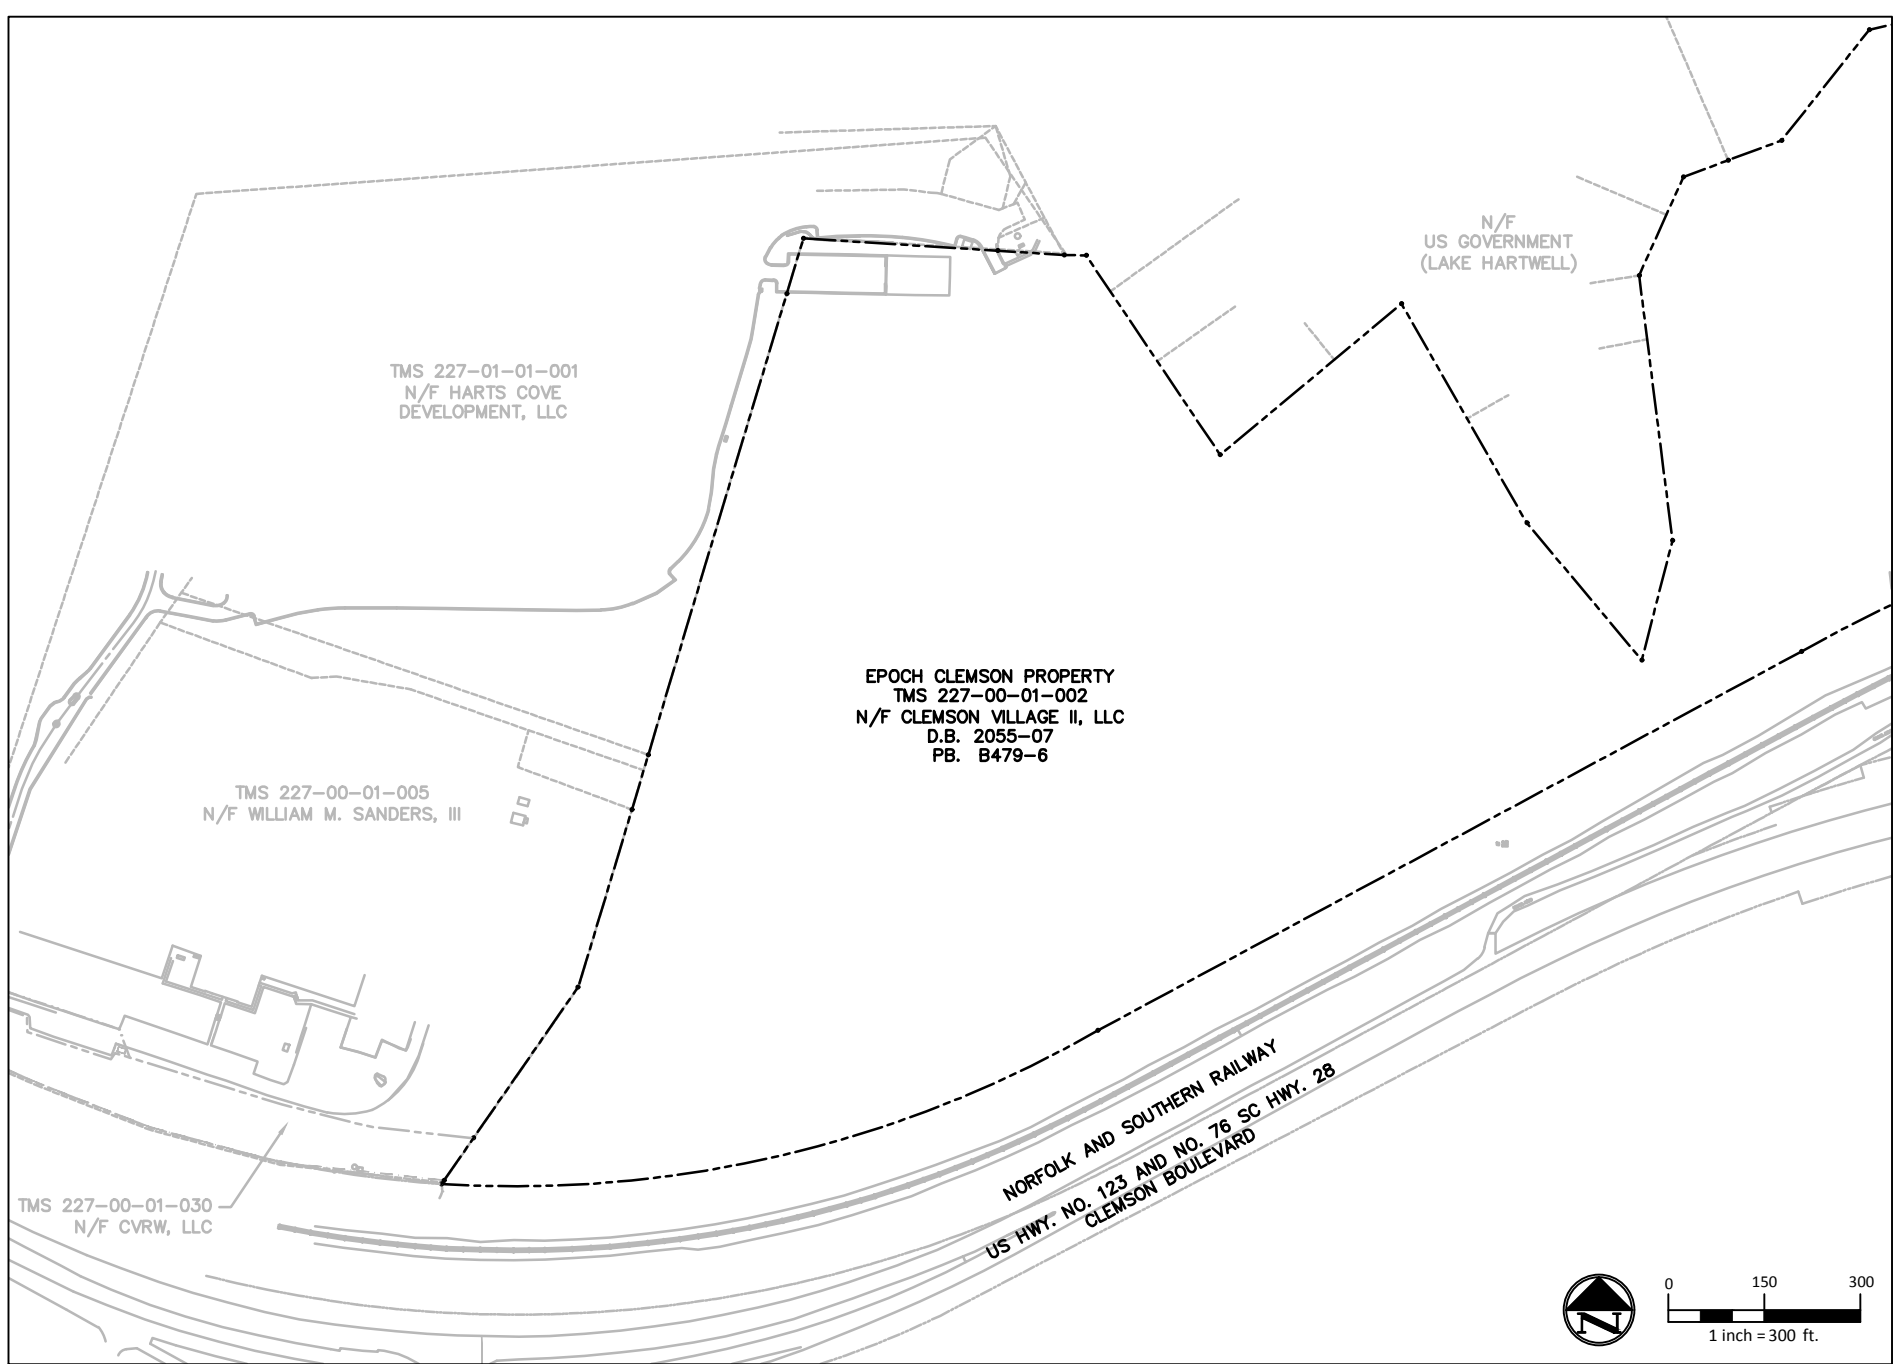 N/F
US GOVERNMENT
(LAKE HARTWELL)
TMS 227-01-01-001
N/F HARTS COVE
DEVELOPMENT, LLC
EPOCH CLEMSON PROPERTY
TMS 227-00-01-002
N/F CLEMSON VILLAGE II, LLC
D.B. 2055-07
PB. B479-6
TMS 227-00-01-005
N/F WILLIAM M. SANDERS, III
NORFOLK AND SOUTHERN RAILWAY
US HWY. NO. 123 AND NO. 76 SC HWY. 28
CLEMSON BOULEVARD
TMS 227-00-01-030
N/F CVRW, LLC
N
0 150 300
1 inch = 300 ft.